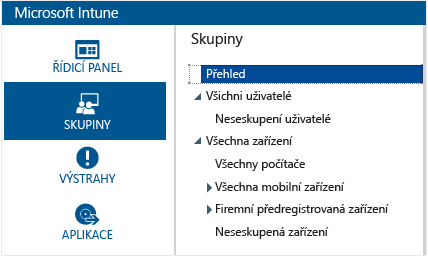 Microsoft Intune
ŘÍDICÍ PANEL
SKUPINY
VÝSTRAHY
APLIKACE
Skupiny
Přehled
Všichni uživatelé
Neseskupení uživatelé
Všechna zařízení
Všechny počítače
Všechna mobilní zařízení
Firemní předregistrovaná zařízení
Neseskupená zařízení